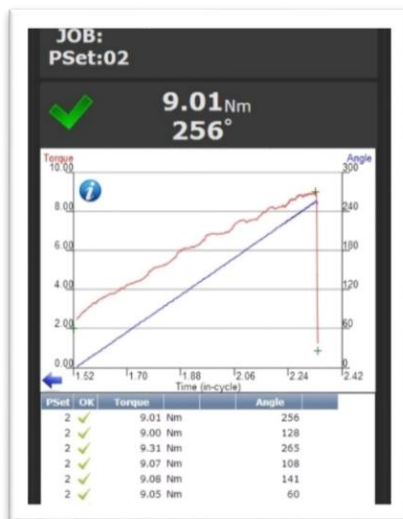 JOB:
PSet:02
9.01Nm
256°
Torque Angle
10.00 300
8.00 240
6.00 180
4.00 120
2.00 60
0.00 0
1.52 1.70 1.88 2.06 2.24 2.42
Time (in-cycle)
PSet OK Torque Angle
2 9.01 Nm 256
2 9.00 Nm 128
2 9.31 Nm 265
2 9.07 Nm 108
2 9.08 Nm 141
2 9.05 Nm 60